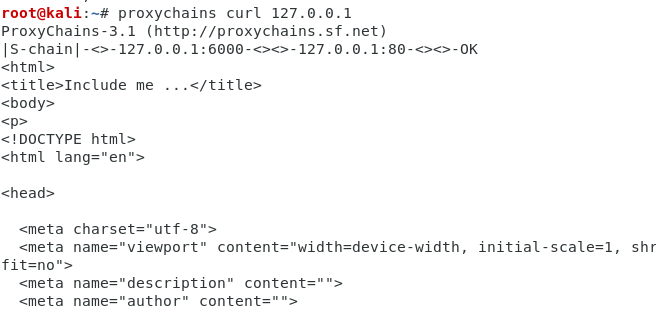 root@kali:~# proxychains curl 127.0.0.1
ProxyChains-3.1 (http://proxychains.sf.net)
|S-chain|-<>-127.0.0.1:6000-<><>-127.0.0.1:80-<><>-OK
<html>
<title>Include me ...</title>
<body>
<p>
<!DOCTYPE html>
<html lang="en">
<head>
<meta charset="utf-8">
<meta name="viewport" content="width=device-width, initial-scale=1, shr
fit=no">
<meta name="description" content="">
<meta name="author" content="">